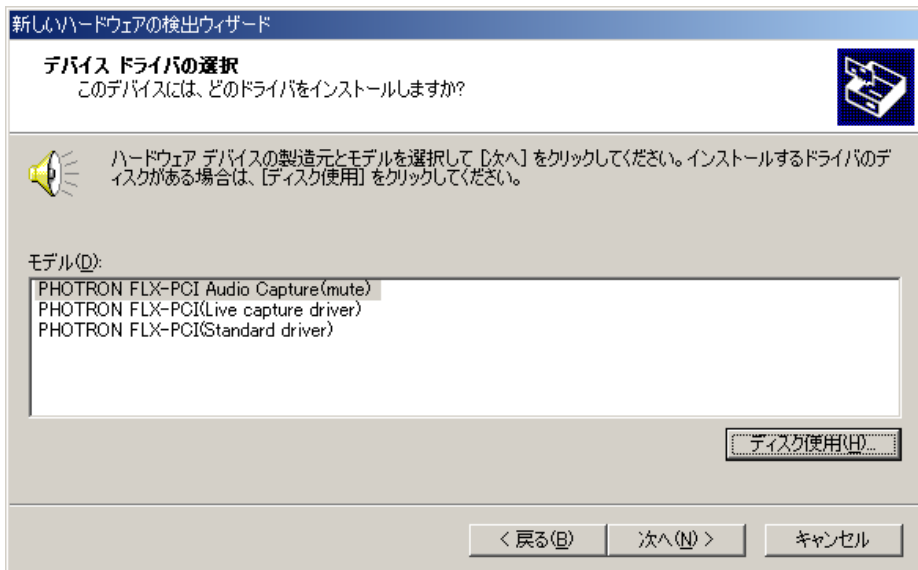 新しいハードウェアの検出ウィザード
デバイス ドライバの選択
このデバイスには、どのドライバをインストールしますか?
ハードウェア デバイスの製造元とモデルを選択して [次へ] をクリックしてください。インストールするドライバのデ
ィスクがある場合は、[ディスク使用] をクリックしてください。
モデル(D):
PHOTRON FLX-PCI Audio Capture(mute)
PHOTRON FLX-PCI(Live capture driver)
PHOTRON FLX-PCI(Standard driver)
ディスク使用(H)...
< 戻る(B)
次へ(N) >
キャンセル